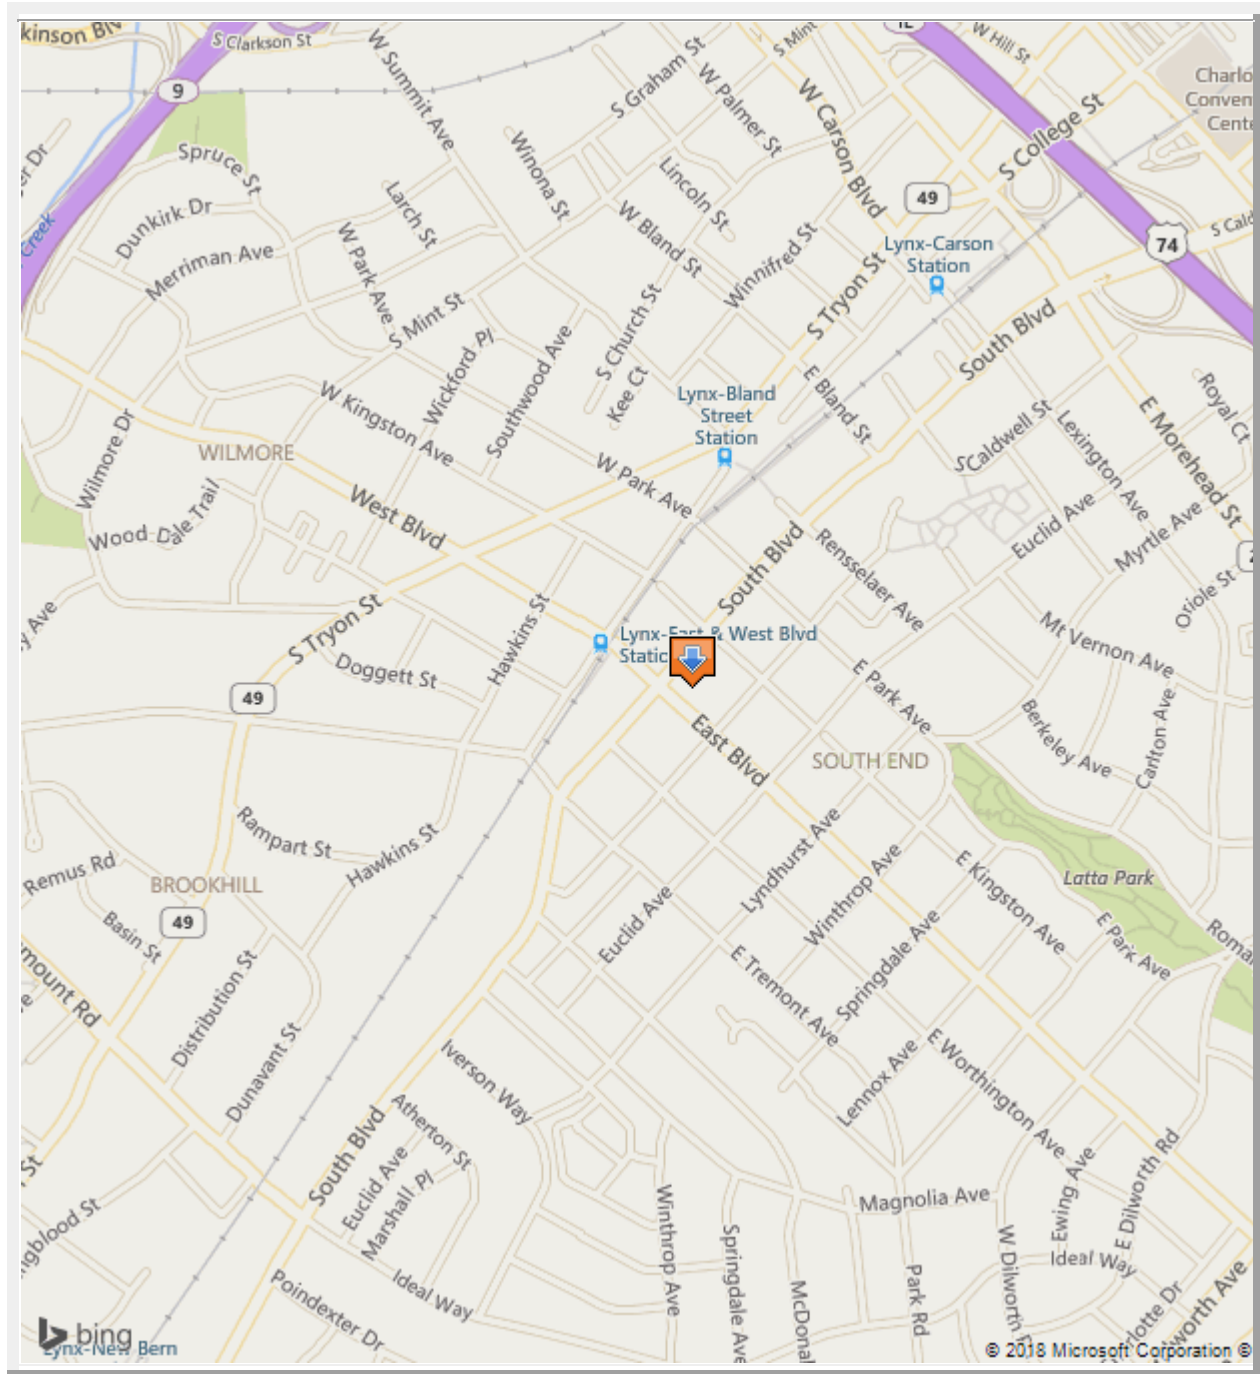 S Clarkson St
W Summit Ave
S Graham St
W Palmer St
W Hill St
9
W Carson Blvd
S College St
Spruce St
Winona St
Lincoln St
49
Larch St
Dunkirk Dr
W Bland St
Lynx-Carson
Station
74
Creek
Merriman Ave
W Park Ave
Winnifred St
S Mint St
S Church St
S Tryon St
South Blvd
Wickford Pl
Southwood Ave
Kee Ct
Lynx-Bland
Street
Station
E Bland St
W Kingston Ave
S Caldwell St
Lexington Ave
Royal Ct
E Morehead St
WILMORE
Wilmore Dr
W Park Ave
West Blvd
Wood-Dale Trail
South Blvd
Rensselaer Ave
Euclid Ave
Myrtle Ave
Oriole St
S Tryon St
Hawkins St
Lynx-East & West Blvd
Mt Vernon Ave
Doggett St
E Park Ave
49
East Blvd
Berkeley Ave
Carlton Ave
SOUTH END
Rampart St
Hawkins St
Lyndhurst Ave
Remus Rd
BROOKHILL
Winthrop Ave
E Kingston Ave
Latta Park
49
Basin St
Euclid Ave
E Tremont Ave
Springdale Ave
E Park Ave
Distribution St
Dunavant St
Iverson Way
Lennox Ave
E Worthington Ave
Atherton St
South Blvd
Euclid Ave
Marshall Pl
Winthrop Ave
Magnolia Ave
Ewing Ave
E Dilworth Rd
Springdale Ave
Park Rd
Ideal Way
Ideal Way
Poindexter Dr
bing
Lynx-New Bern
© 2018 Microsoft Corporation ©